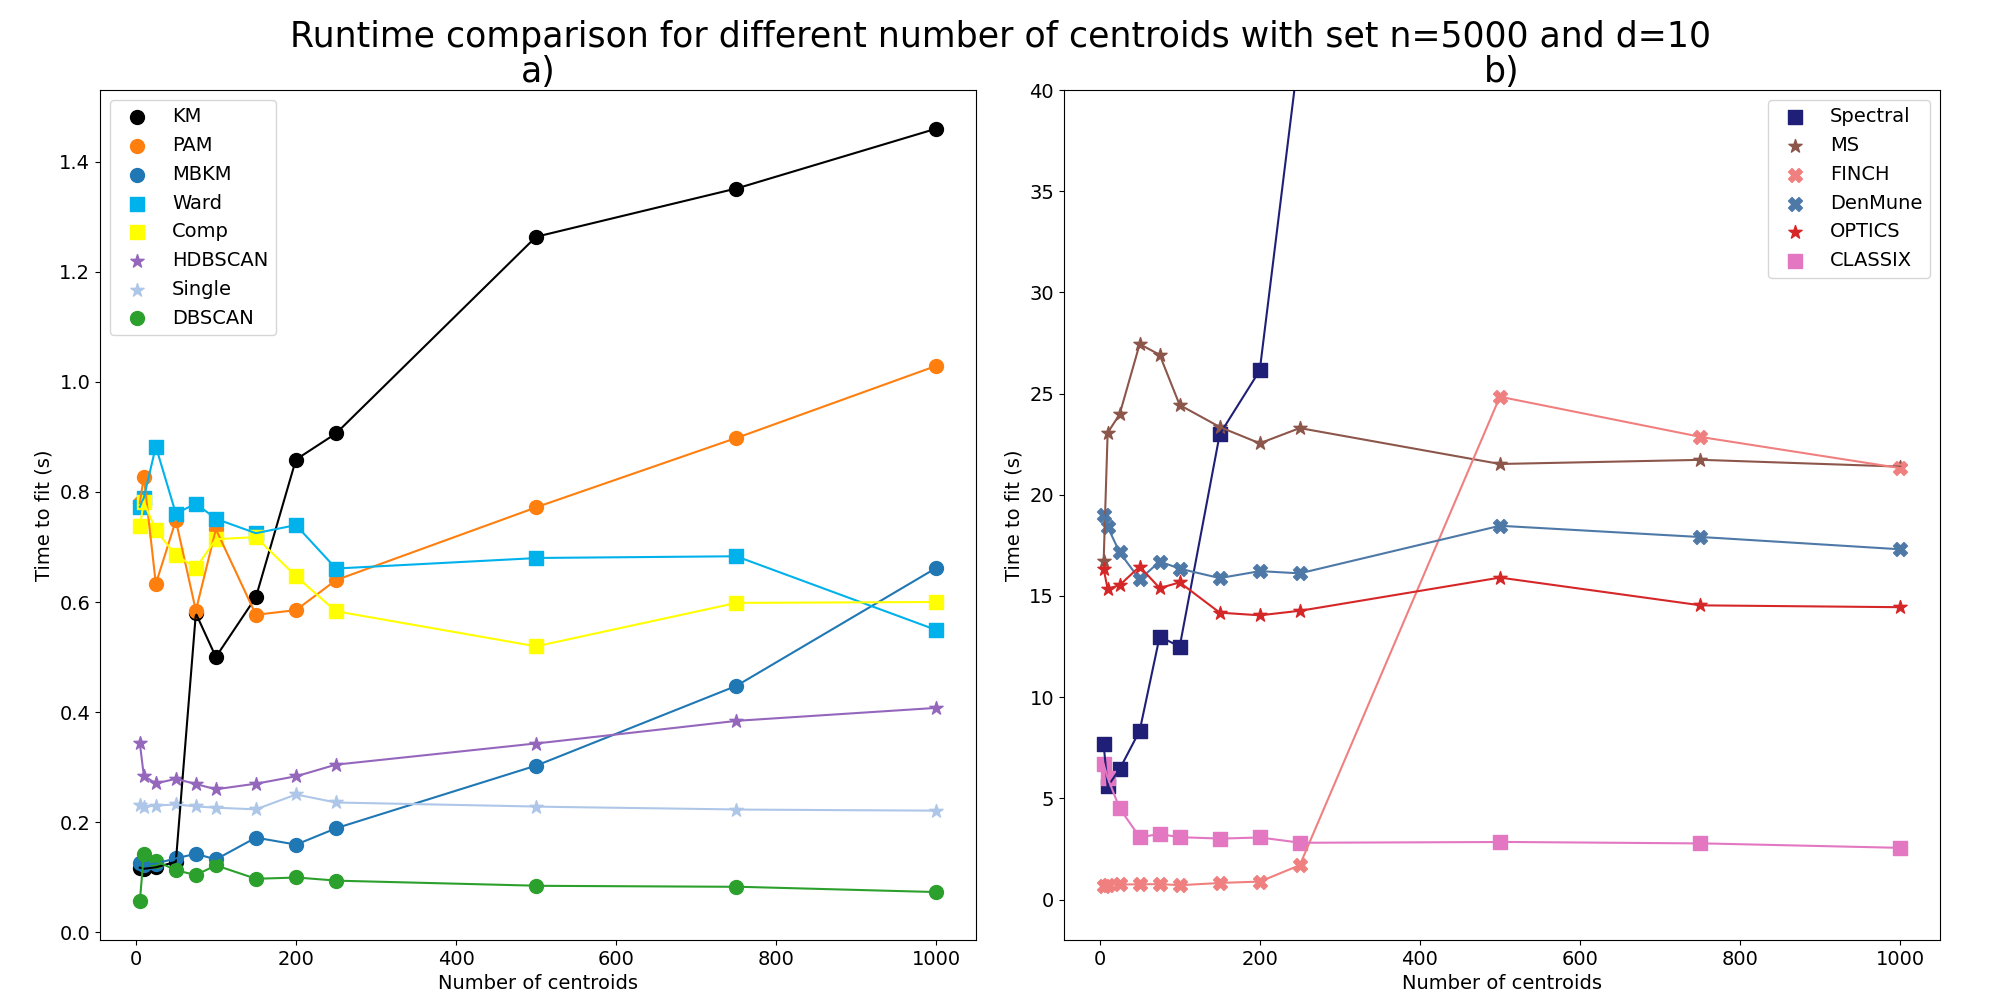 Runtime comparison for different number of centroids with set n=5000 and d=10
a)
KM
PAM
MBKM
Ward
Comp
HDBSCAN
Single
DBSCAN
1.4
1.2
1.0
0.8
0.6
0.4
0.2
0.0
Time to fit (s)
0 200 400 600 800 1000
Number of centroids
b)
Spectral
MS
FINCH
DenMune
OPTICS
CLASSIX
40
35
30
25
20
15
10
5
0
Time to fit (s)
0 200 400 600 800 1000
Number of centroids